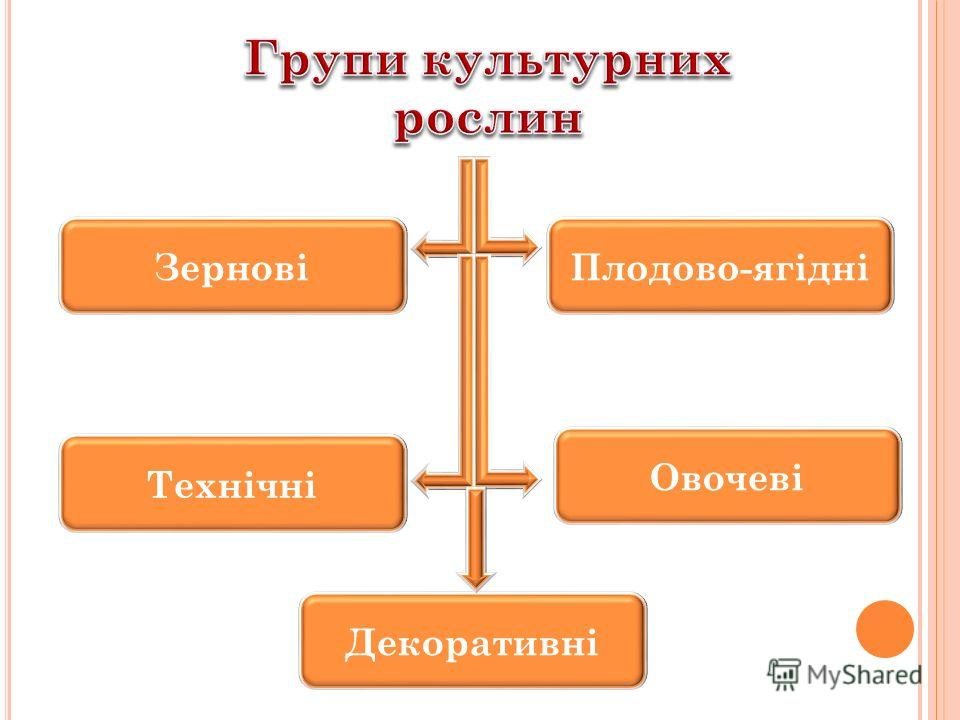 Групи культурних
рослин
Зернові
Плодово-ягідні
Технічні
Овочеві
Декоративні
MyShared